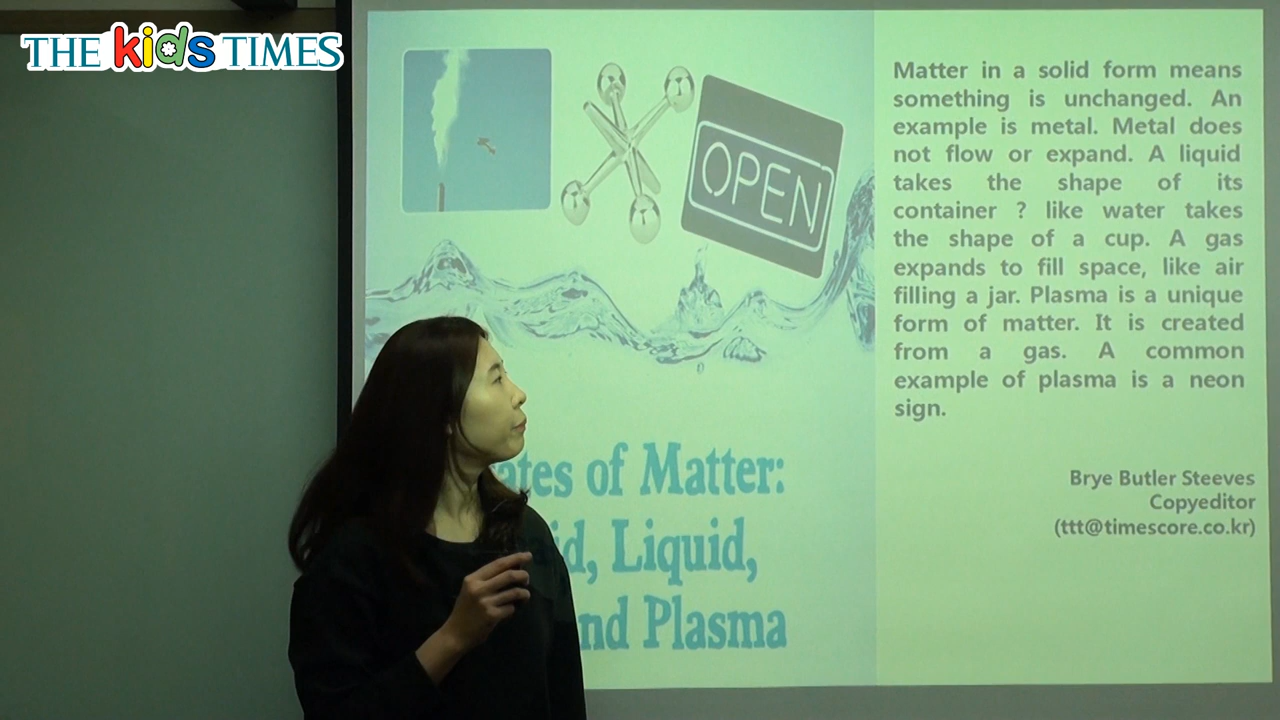 THE kids TIMES
OPEN
Matter in a solid form means
something is unchanged. An
example is metal. Metal does
not flow or expand. A liquid
takes the shape of its
container ? like water takes
the shape of a cup. A gas
expands to fill space, like air
filling a jar. Plasma is a unique
form of matter. It is created
from a gas. A common
example of plasma is a neon
sign.
Brye Butler Steeves
Copyeditor
(ttt@timescore.co.kr)
of Matter:
Liquid,
Plasma